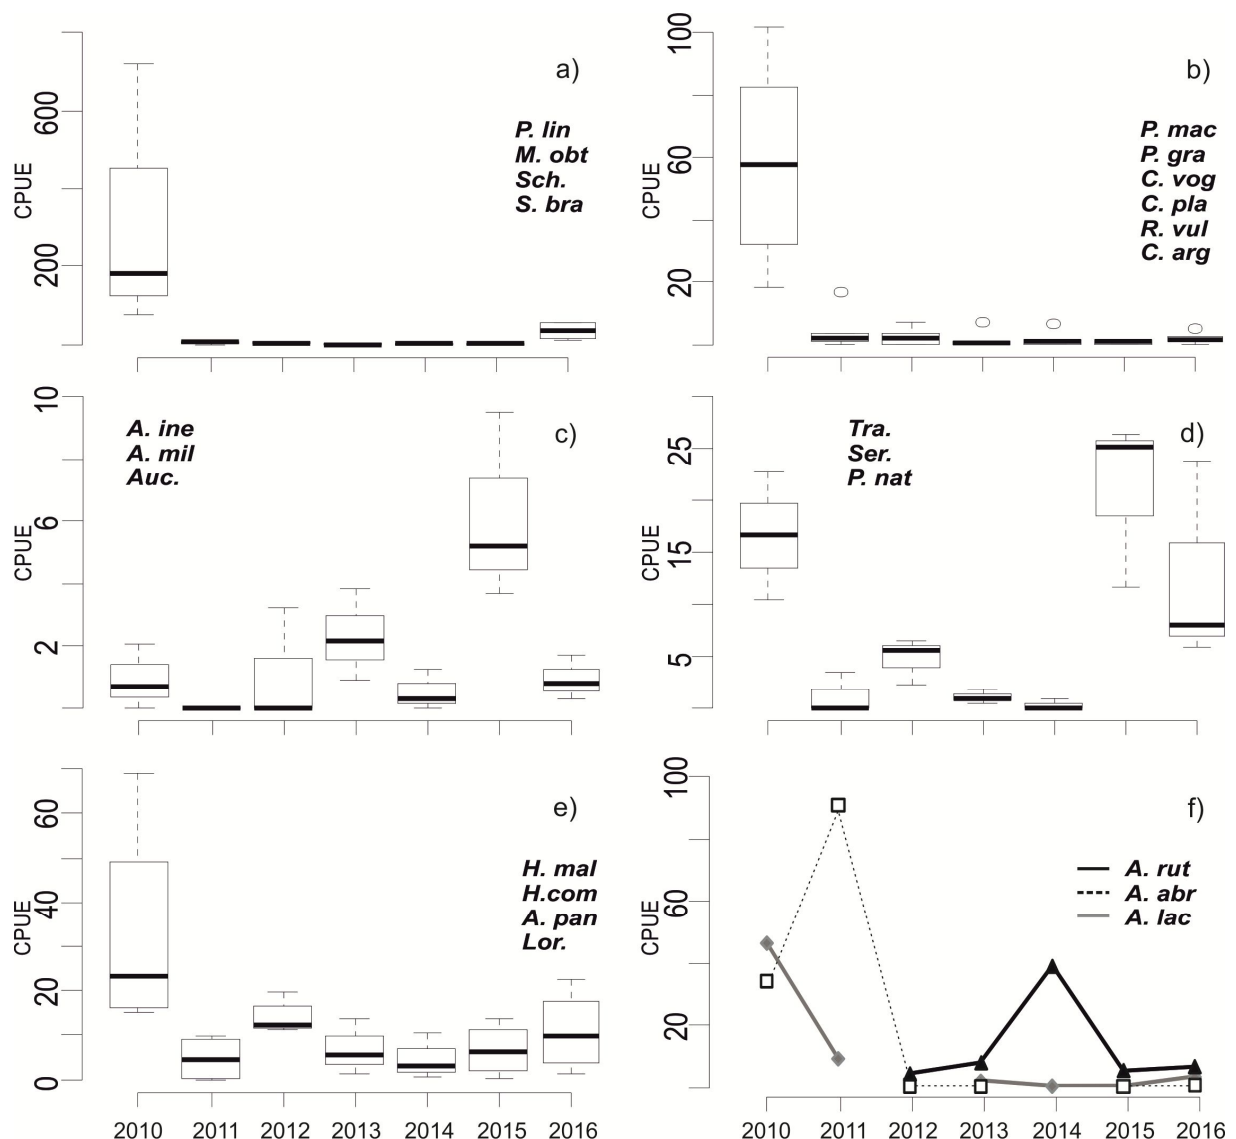 a)
600
200
CPUE
P. lin
M. obt
Sch.
S. bra
b)
100
60
20
CPUE
P. mac
P. gra
C. vog
C. pla
R. vul
C. arg
c)
10
6
2
CPUE
A. ine
A. mil
Auc.
d)
25
15
5
CPUE
Tra.
Ser.
P. nat
e)
60
40
20
0
CPUE
H. mal
H.com
A. pan
Lor.
2010 2011 2012 2013 2014 2015 2016
f)
100
60
20
CPUE
A. rut
A. abr
A. lac
2010 2011 2012 2013 2014 2015 2016